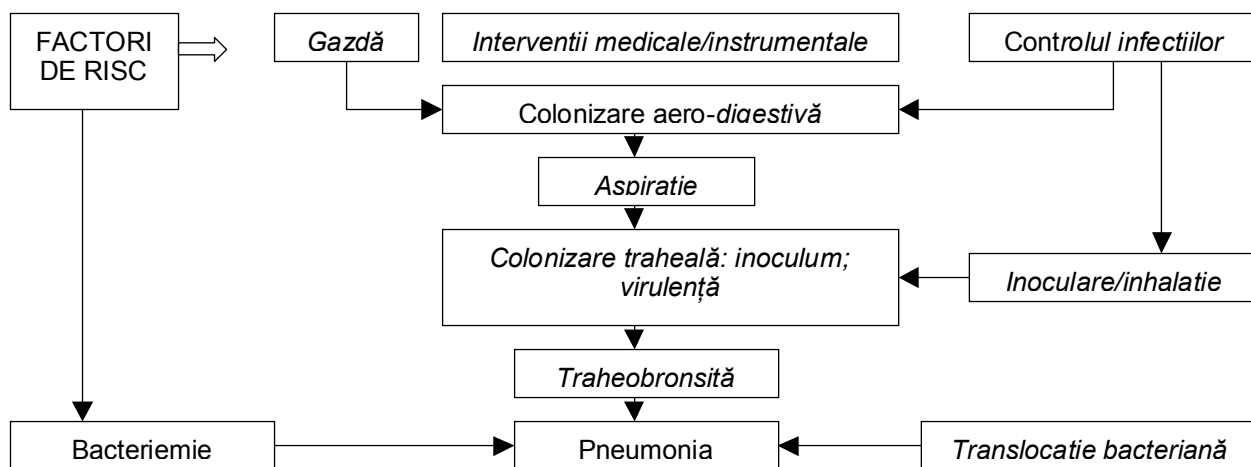 FACTORI
DE RISC
Gazdă
Interventii medicale/instrumentale
Controlul infectiilor
Colonizare aero-digestivă
Aspiratie
Colonizare traheală: inoculum;
virulență
Inoculare/inhalatie
Traheobronsită
Bacteriemie
Pneumonia
Translocatie bacteriană